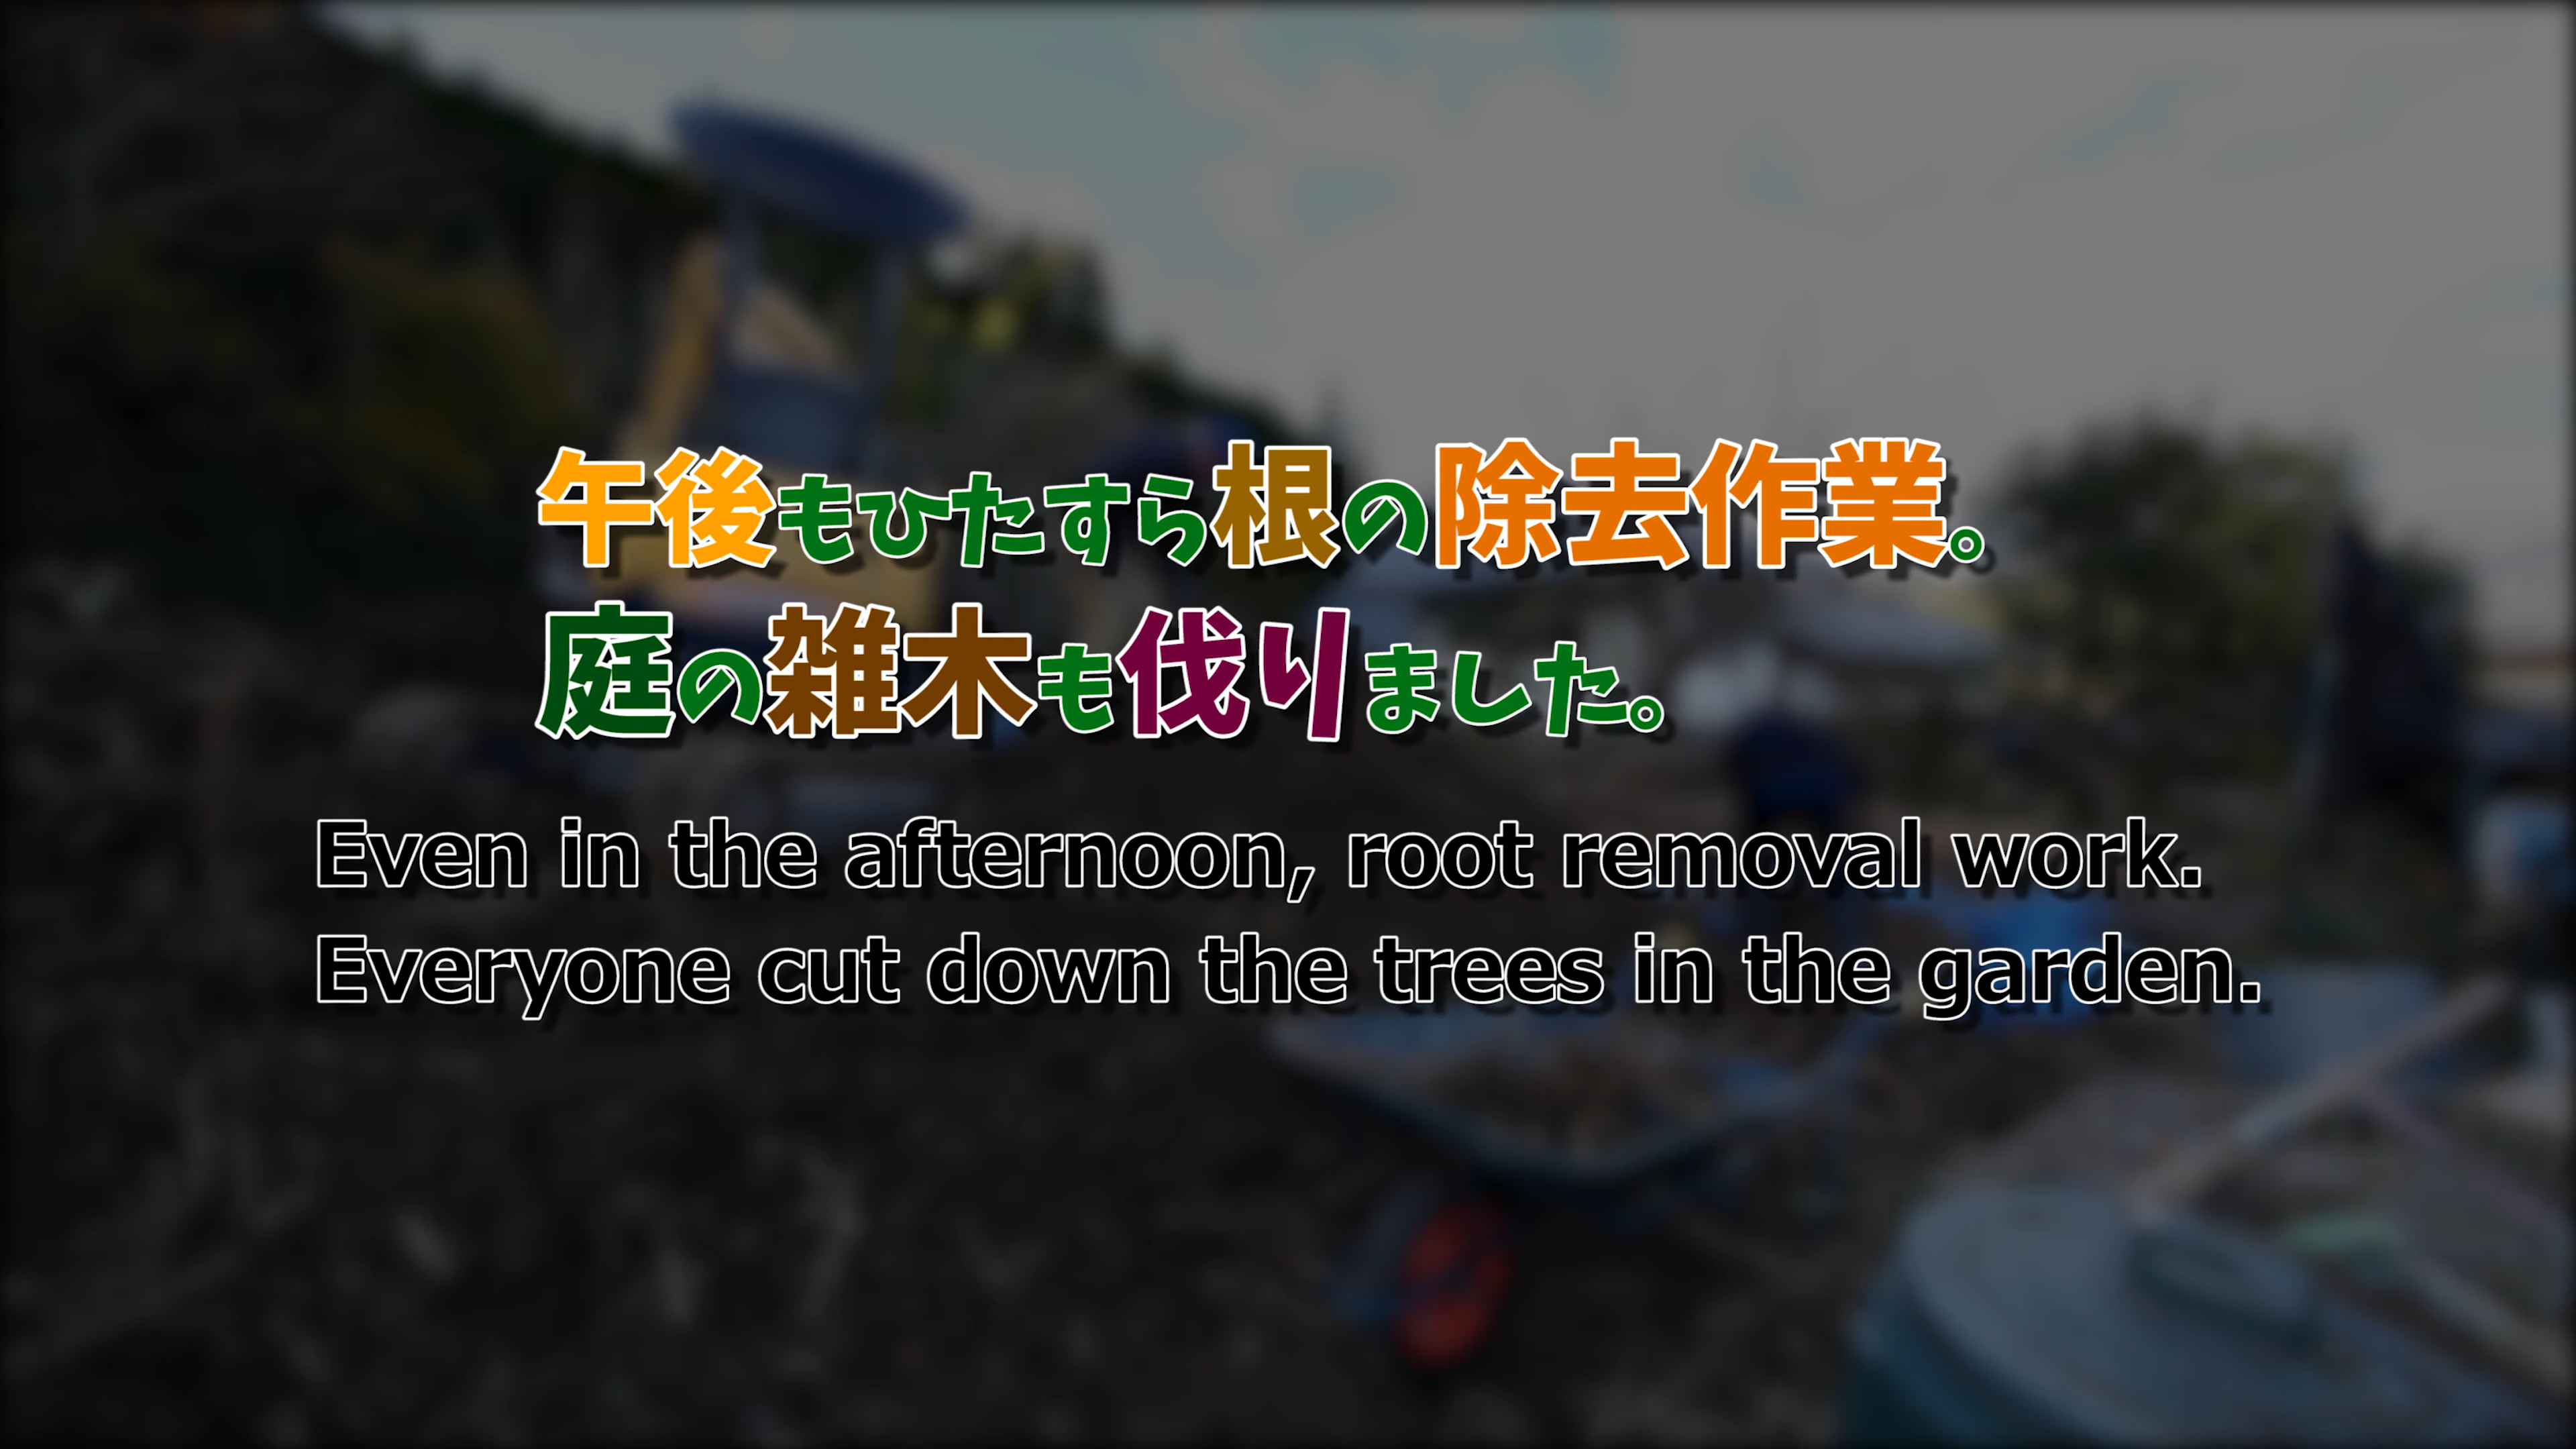 午後もひたすら根の除去作業。
庭の雑木も伐りました。
Even in the afternoon, root removal work.
Everyone cut down the trees in the garden.